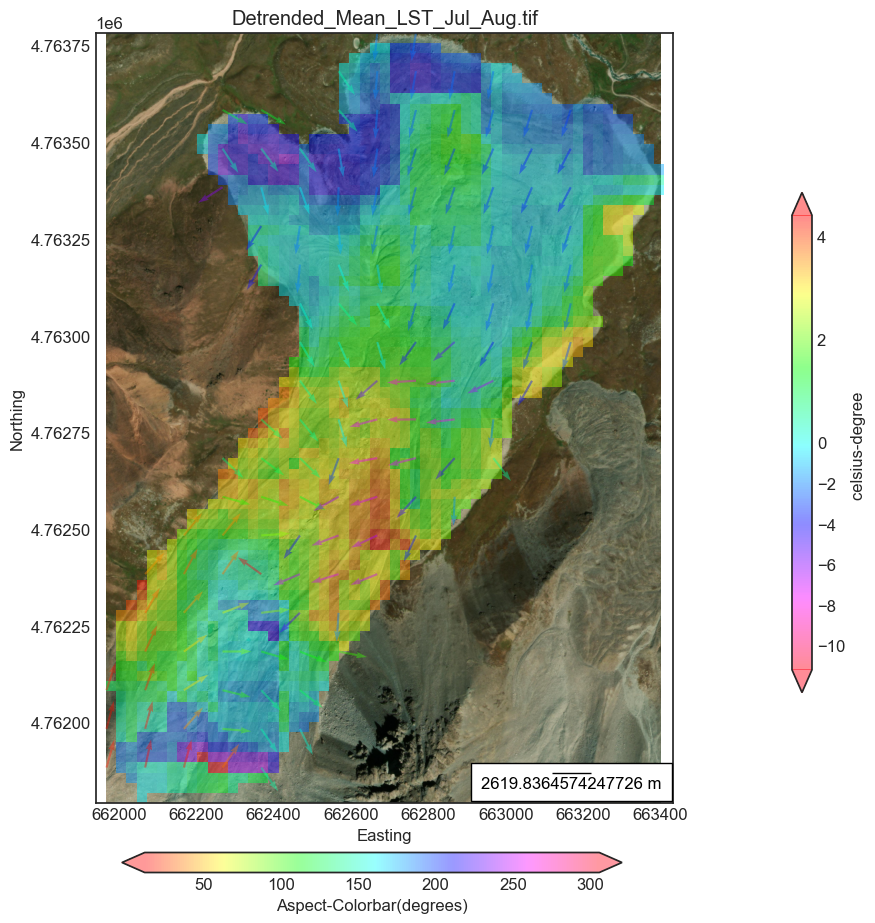 Detrended_Mean_LST_Jul_Aug.tif
1e6
4.76375
4.76350
4.76325
4.76300
4.76275
4.76250
4.76225
4.76200
Northing
662000 662200 662400 662600 662800 663000 663200 663400
Easting
2619.8364574247726 m
4
2
0
−2
−4
−6
−8
−10
celsius-degree
50 100 150 200 250 300
Aspect-Colorbar(degrees)